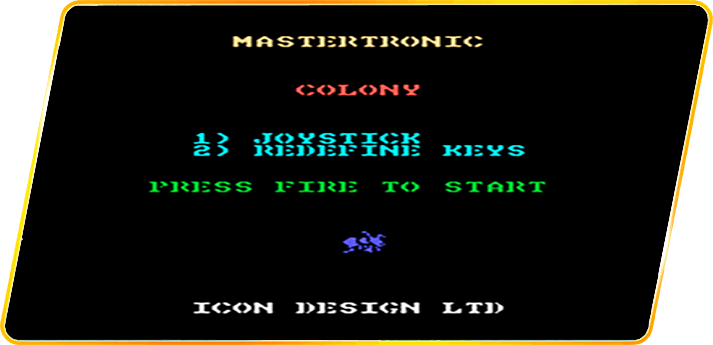 MASTERTRONIC
COLONY
1) JOYSTICK
2) REDEFINE KEYS
PRESS FIRE TO START
ICON DESIGN LTD